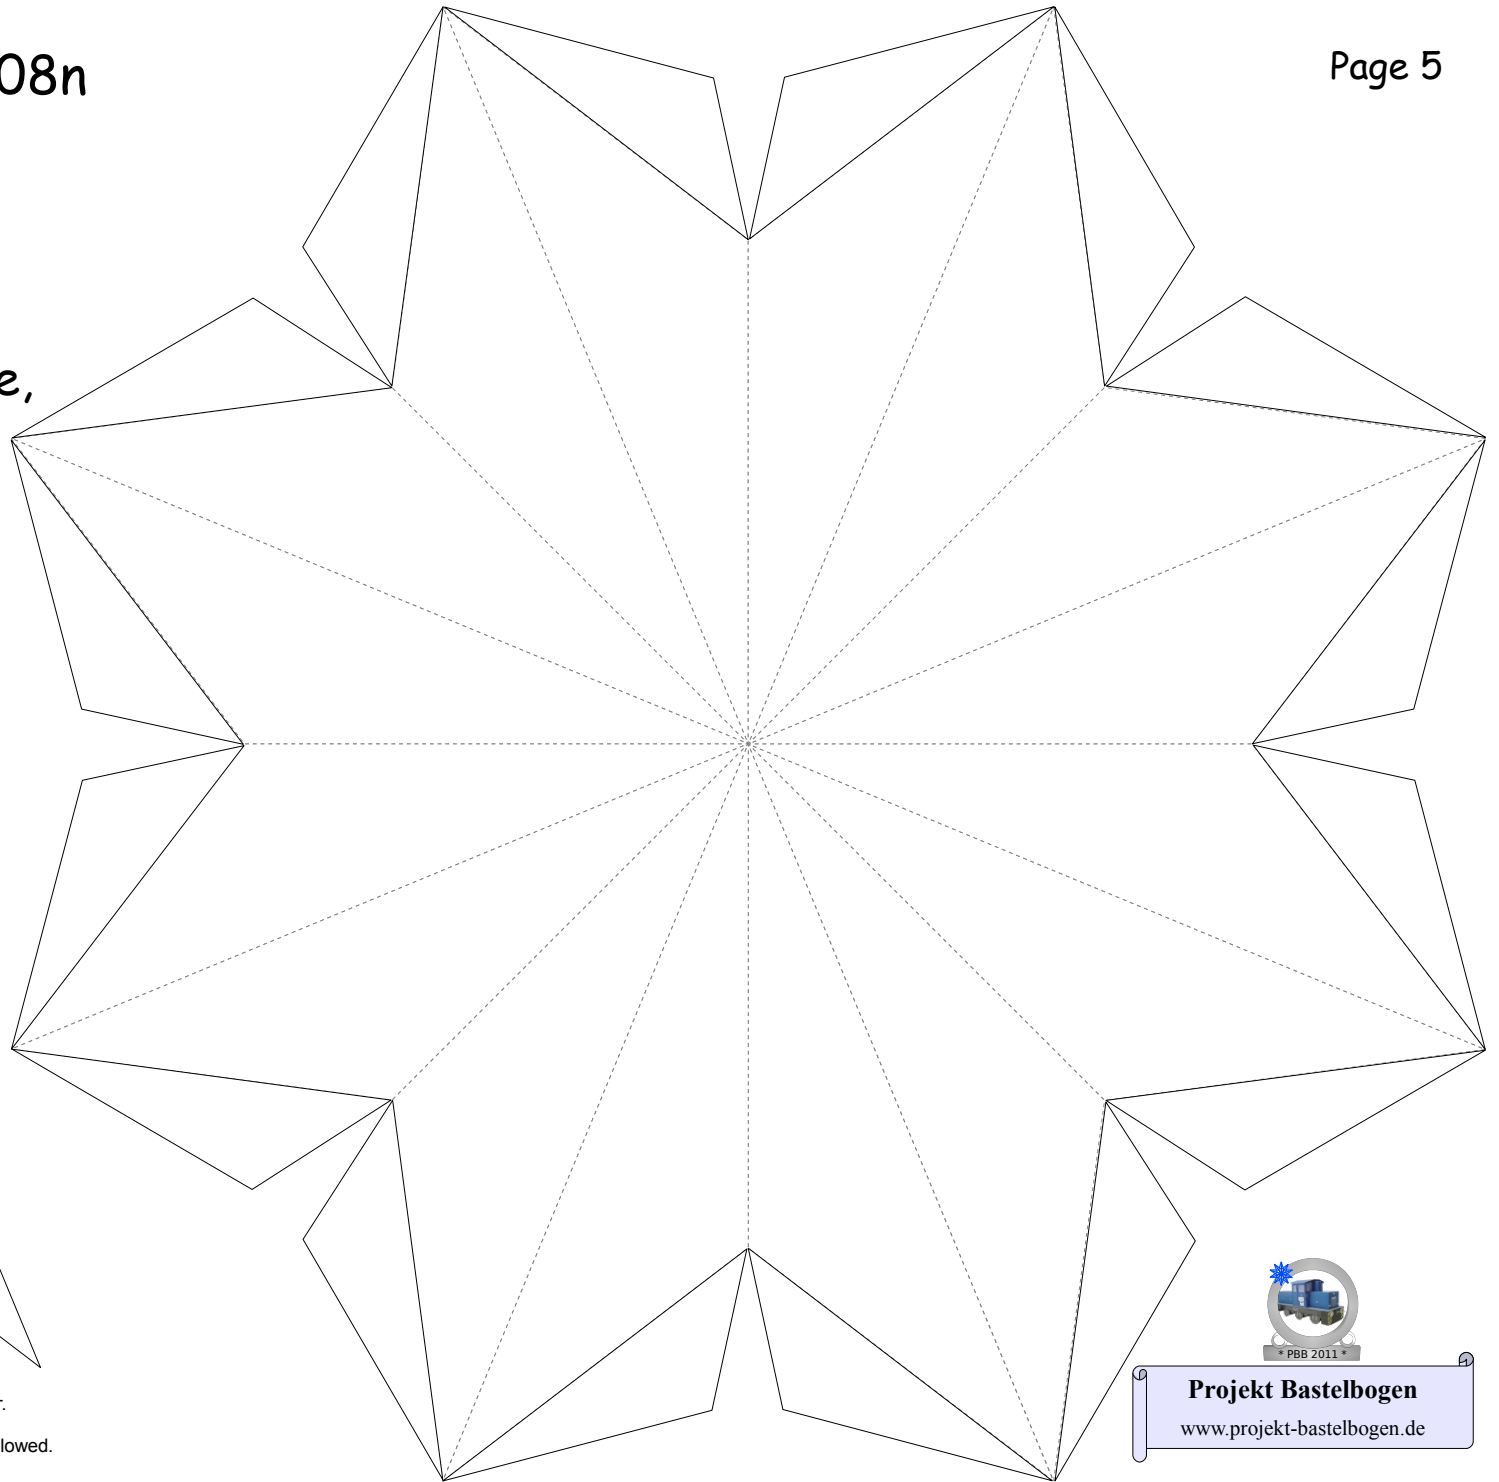 08n
Page 5
e,
r.
lowed.
* PBB 2011 *
Projekt Bastelbogen
www.projekt-bastelbogen.de